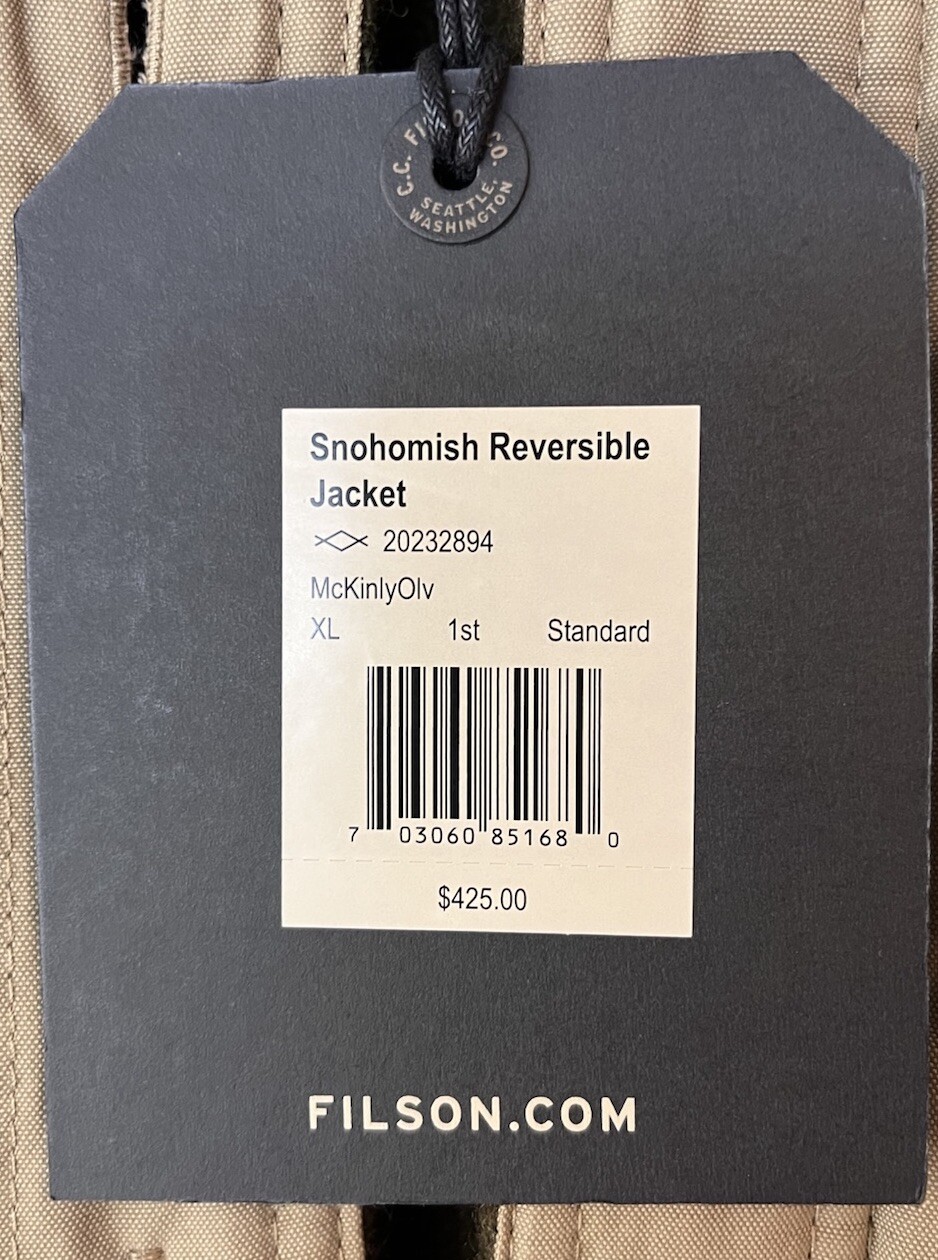 C.C. FILSON CO.
SEATTLE,
WASHINGTON
Snohomish Reversible
Jacket
20232894
McKinlyOlv
XL 1st Standard
7 03060 85168 0
$425.00
FILSON.COM